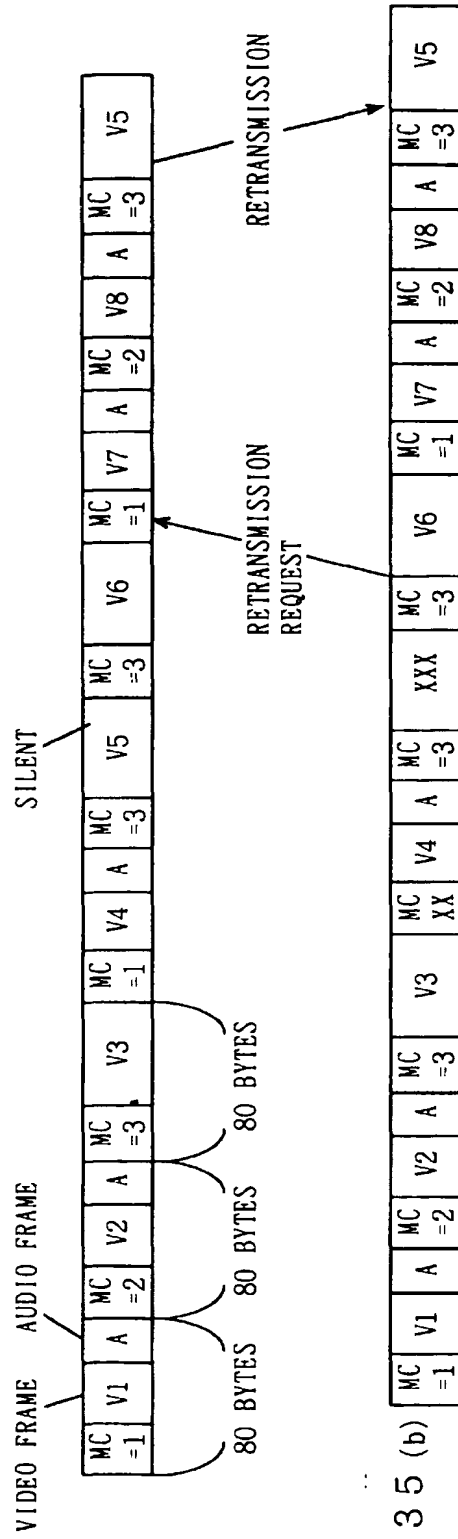 VIDEO FRAME AUDIO FRAME SILENT
MC =1 V1 A MC =2 V2 A MC =3 V3 MC =1 V4 A MC =3 V5 MC =3 V6 MC =1 V7 A MC =2 V8 A MC =3 V5
80 BYTES 80 BYTES 80 BYTES
RETRANSMISSION
REQUEST
RETRANSMISSION
35 (b)
MC =1 V1 A MC =2 V2 A MC =3 V3 MC XX V4 A MC =3 XXX MC =3 V6 MC =1 V7 A MC =2 V8 A MC =3 V5